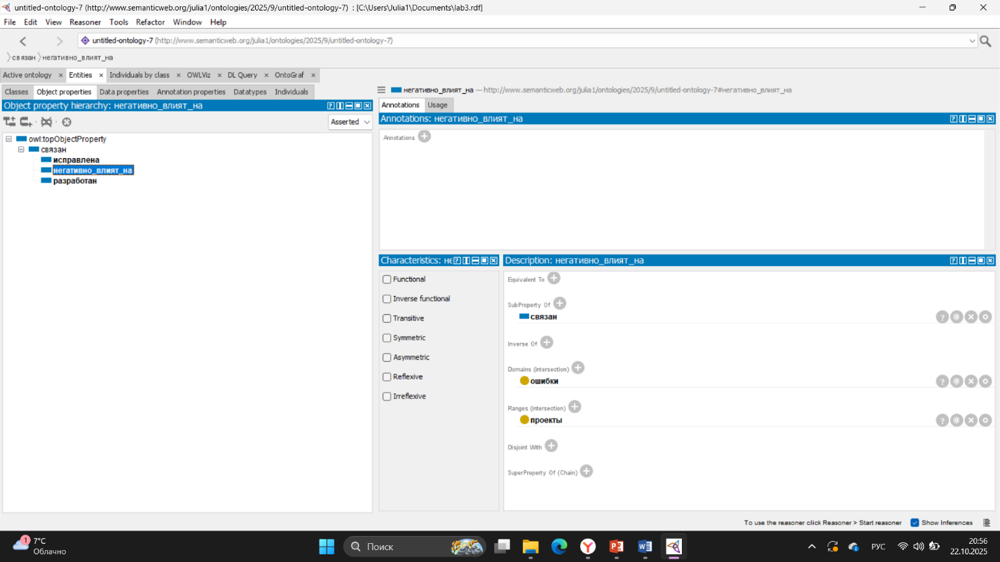 untitled-ontology-7 (http://www.semanticweb.org/julia1/ontologies/2025/9/untitled-ontology-7) : [C:\Users\Julia1\Documents\lab3.rdf]
File Edit View Reasoner Tools Refactor Window Help
untitled-ontology-7 (http://www.semanticweb.org/julia1/ontologies/2025/9/untitled-ontology-7)
связан негативно_влият_на
Active ontology Entities Individuals by class OWLViz DL Query OntoGraf
Classes Object properties Data properties Annotation properties Datatypes Individuals
Object property hierarchy: негативно_влият_на
Asserted
owl:topObjectProperty
связан
исправлена
негативно_влият_на
разработан
негативно_влият_на — http://www.semanticweb.org/julia1/ontologies/2025/9/untitled-ontology-7#негативно_влият_на
Annotations Usage
Annotations: негативно_влият_на
Annotations
Characteristics: не
Functional
Inverse functional
Transitive
Symmetric
Asymmetric
Reflexive
Irreflexive
Description: негативно_влият_на
Equivalent To
SubProperty Of
связан
Inverse Of
Domains (intersection)
ошибки
Ranges (intersection)
проекты
Disjoint With
SuperProperty Of (Chain)
To use the reasoner click Reasoner > Start reasoner Show Inferences
1
7°C
Облачно
Поиск
РУС
20:56
22.10.2025